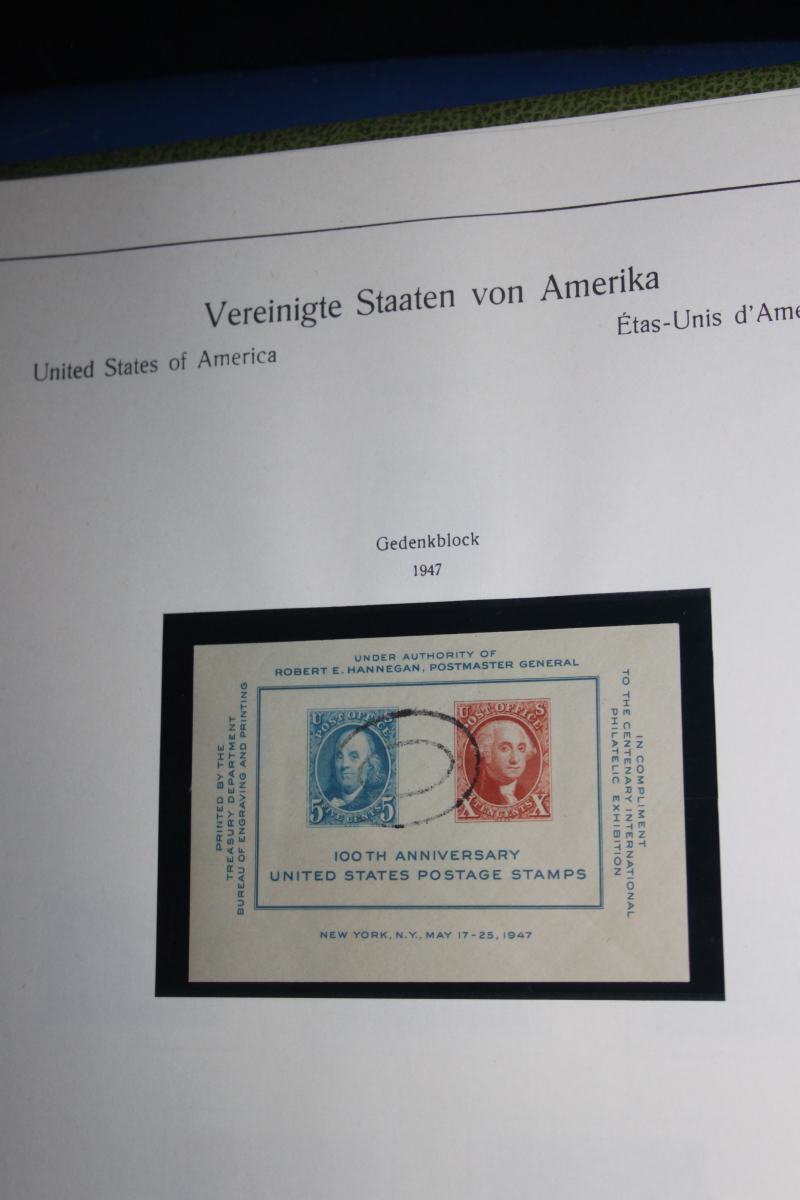 Vereinigte Staaten von Amerika
United States of America
Étas-Unis d'Ame
Gedenkblock
1947
UNDER AUTHORITY OF
ROBERT E. HANNEGAN, POSTMASTER GENERAL
PRINTED BY THE
TREASURY DEPARTMENT
BUREAU OF ENGRAVING AND PRINTING
U S
POST OFFICE
5 5
FIVE CENTS
U S
POST OFFICE
X X
TEN CENTS
IN COMPLIMENT
TO THE CENTENARY INTERNATIONAL
PHILATELIC EXHIBITION
100TH ANNIVERSARY
UNITED STATES POSTAGE STAMPS
NEW YORK, N.Y., MAY 17-25, 1947